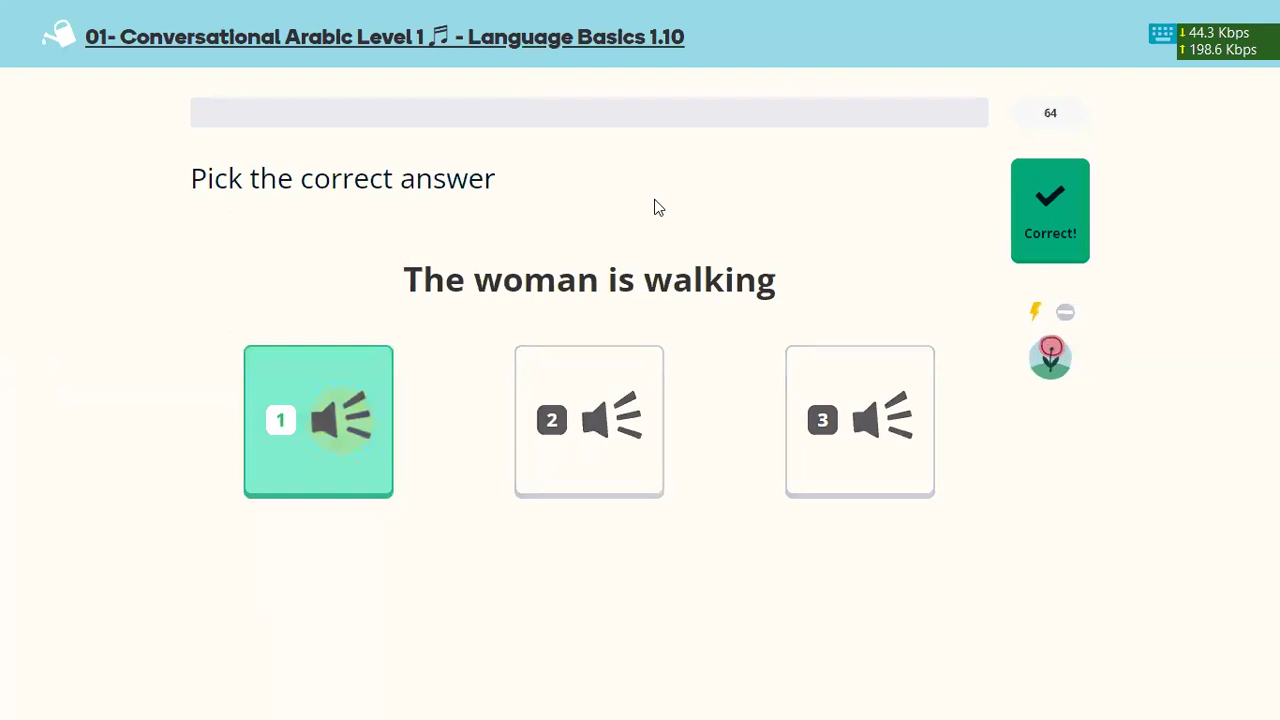 01- Conversational Arabic Level 1 🎵 - Language Basics 1.10
↓ 44.3 Kbps
↑ 198.6 Kbps
64
Pick the correct answer
Correct!
The woman is walking
1
2
3